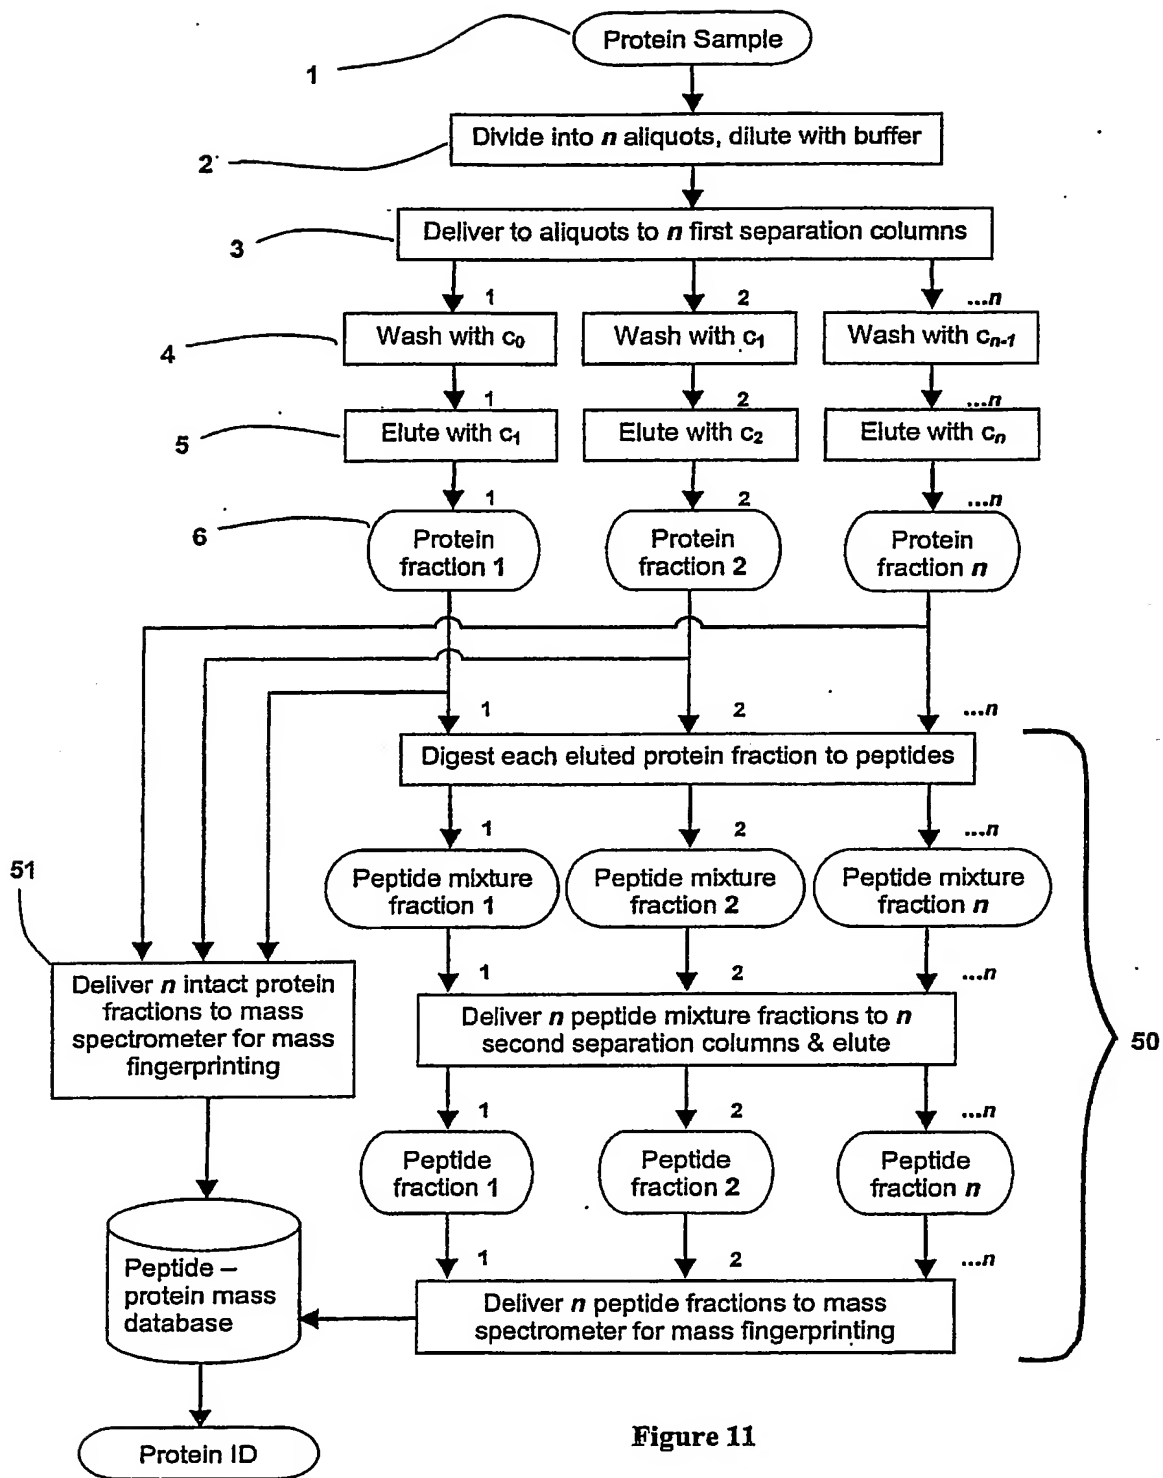 Protein Sample
1
Divide into n aliquots, dilute with buffer
2
Deliver to aliquots to n first separation columns
3
1 2 ...n
Wash with c0 Wash with c1 Wash with cn-1
4
1 2 ...n
Elute with c1 Elute with c2 Elute with cn
5
1 2 ...n
6
Protein
fraction 1
Protein
fraction 2
Protein
fraction n
1 2 ...n
Digest each eluted protein fraction to peptides
1 2 ...n
Peptide mixture
fraction 1
Peptide mixture
fraction 2
Peptide mixture
fraction n
51
Deliver n intact protein
fractions to mass
spectrometer for mass
fingerprinting
1 2 ...n
Deliver n peptide mixture fractions to n
second separation columns & elute
50
1 2 ...n
Peptide
fraction 1
Peptide
fraction 2
Peptide
fraction n
1 2 ...n
Peptide –
protein mass
database
Deliver n peptide fractions to mass
spectrometer for mass fingerprinting
Protein ID
Figure 11